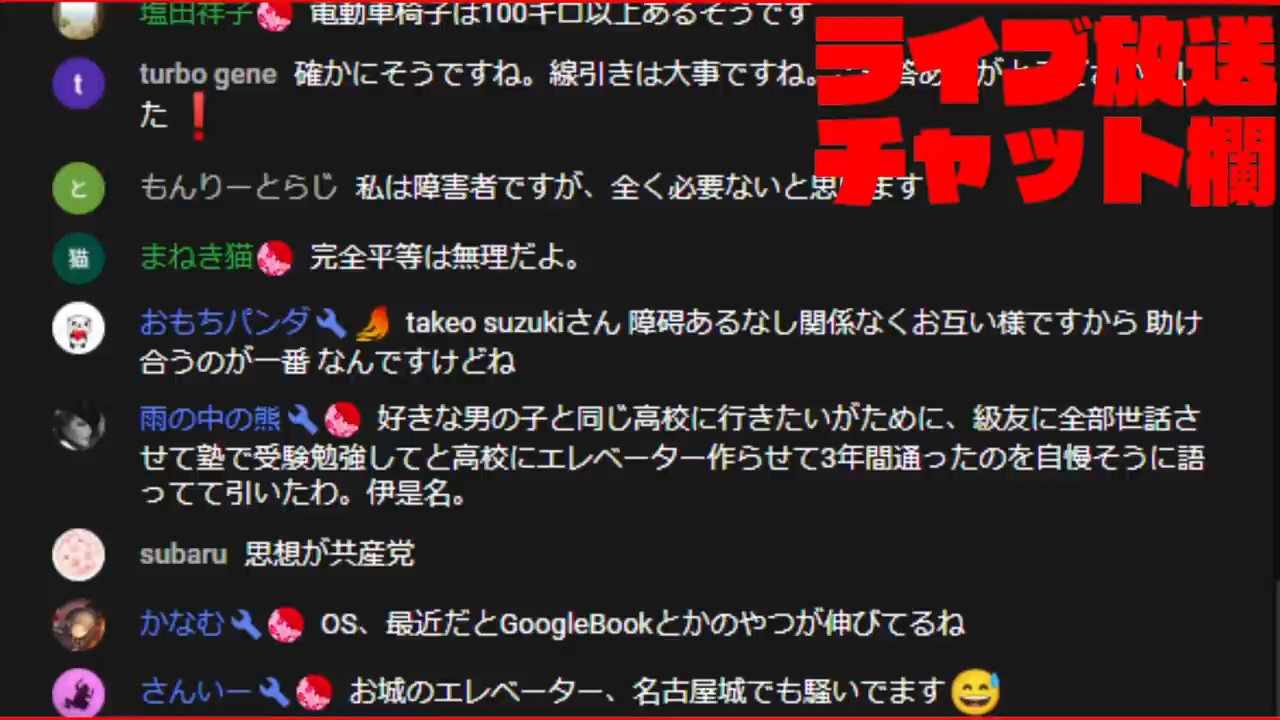 塩田祥子 電動車椅子は100キロ以上あるそうです
ライブ放送
チャット欄
turbo gene 確かにそうですね。線引きは大事ですね。
た❗
もんりーとらじ 私は障害者ですが、全く必要ないと思います
まねき猫 完全平等は無理だよ。
おもちパンダ takeo suzukiさん 障碍あるなし関係なくお互い様ですから 助け
合うのが一番 なんですけどね
雨の中の熊 好きな男の子と同じ高校に行きたいがために、級友に全部世話さ
せて塾で受験勉強してと高校にエレベーター作らせて3年間通ったのを自慢そうに語
ってて引いたわ。伊是名。
subaru 思想が共産党
かなむ OS、最近だとGoogleBookとかのやつが伸びてるね
さんいー お城のエレベーター、名古屋城でも騒いでます😅
t
と
猫